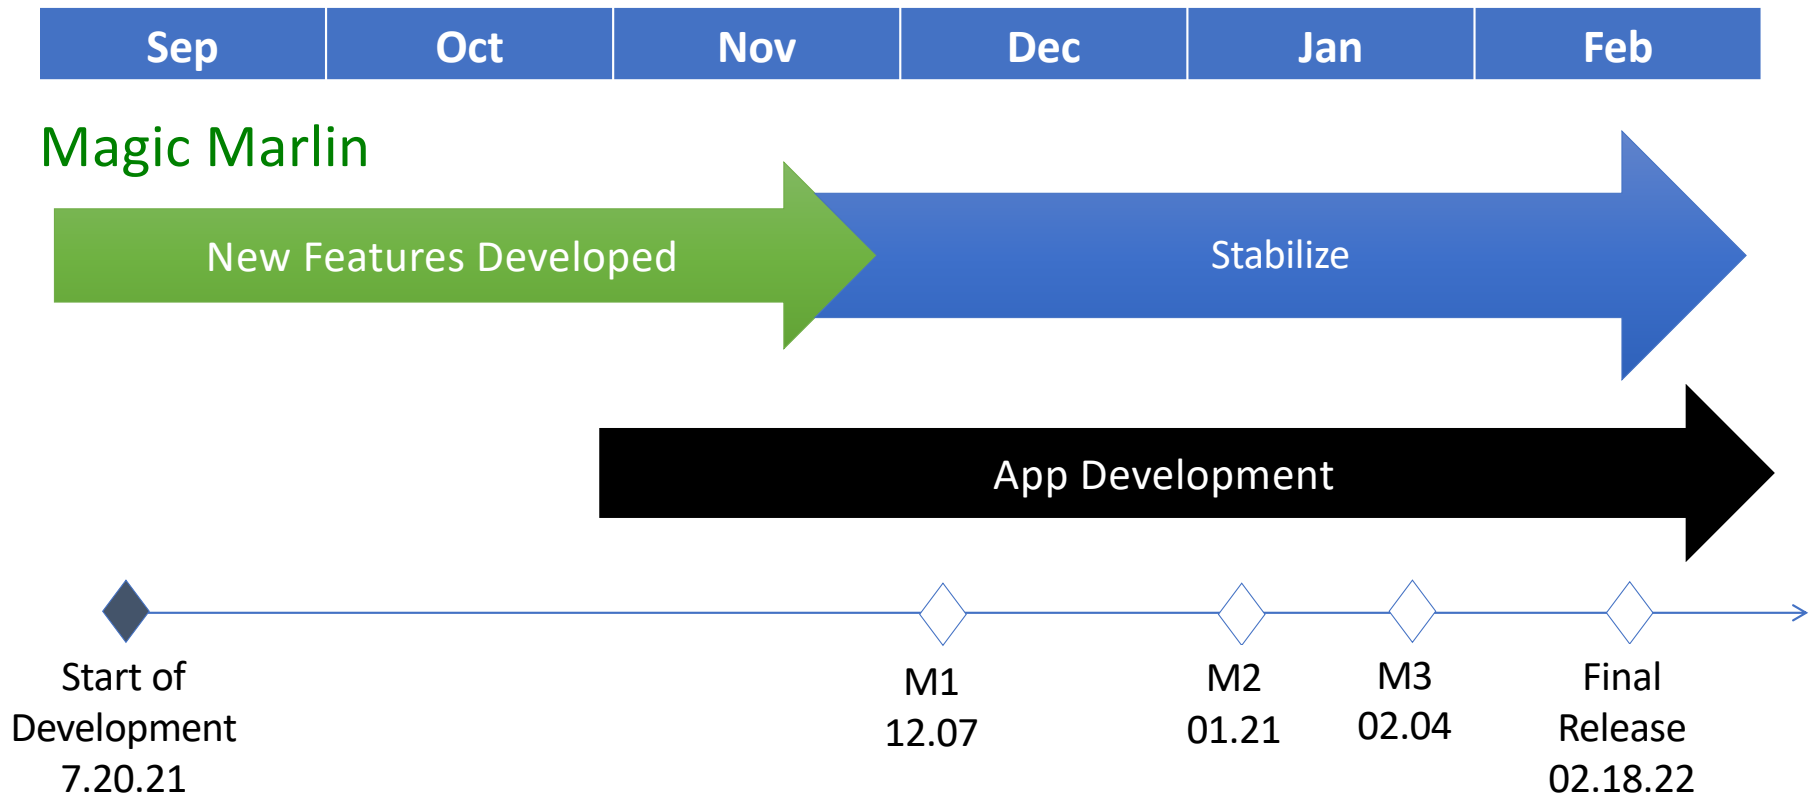 Sep Oct Nov Dec Jan Feb
Magic Marlin
New Features Developed
Stabilize
App Development
Start of
Development
7.20.21
M1
12.07
M2
01.21
M3
02.04
Final
Release
02.18.22